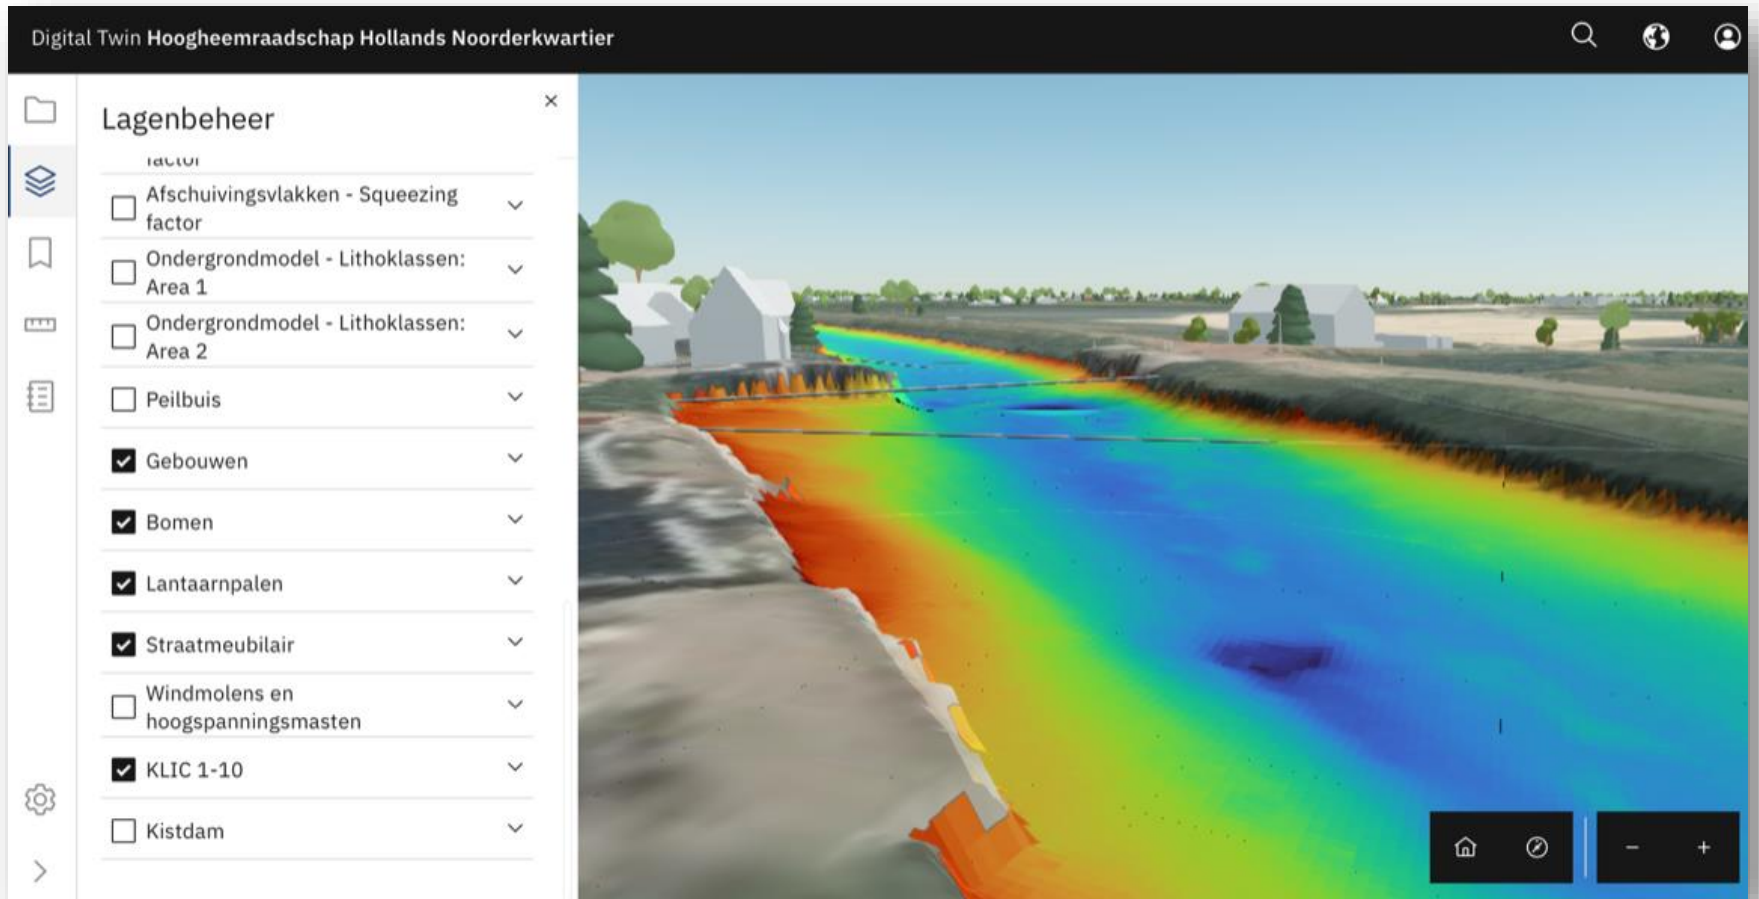 Digital Twin Hoogheemraadschap Hollands Noorderkwartier
Lagenbeheer
factor
Afschuivingsvlakken - Squeezing
factor
Ondergrondmodel - Lithoklassen:
Area 1
Ondergrondmodel - Lithoklassen:
Area 2
Peilbuis
Gebouwen
Bomen
Lantaarnpalen
Straatmeubilair
Windmolens en
hoogspanningsmasten
KLIC 1-10
Kistdam